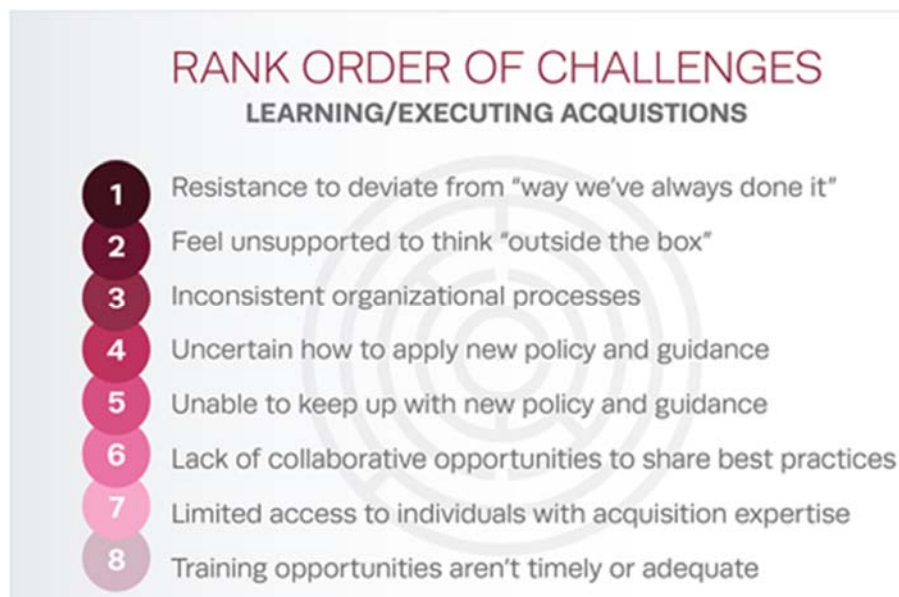 RANK ORDER OF CHALLENGES
LEARNING/EXECUTING ACQUISTIONS
1 Resistance to deviate from "way we've always done it"
2 Feel unsupported to think "outside the box"
3 Inconsistent organizational processes
4 Uncertain how to apply new policy and guidance
5 Unable to keep up with new policy and guidance
6 Lack of collaborative opportunities to share best practices
7 Limited access to individuals with acquisition expertise
8 Training opportunities aren't timely or adequate